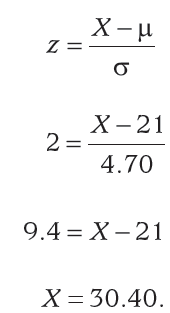 z = (X – μ) / σ
2 = (X – 21) / 4.70
9.4 = X – 21
X = 30.40.